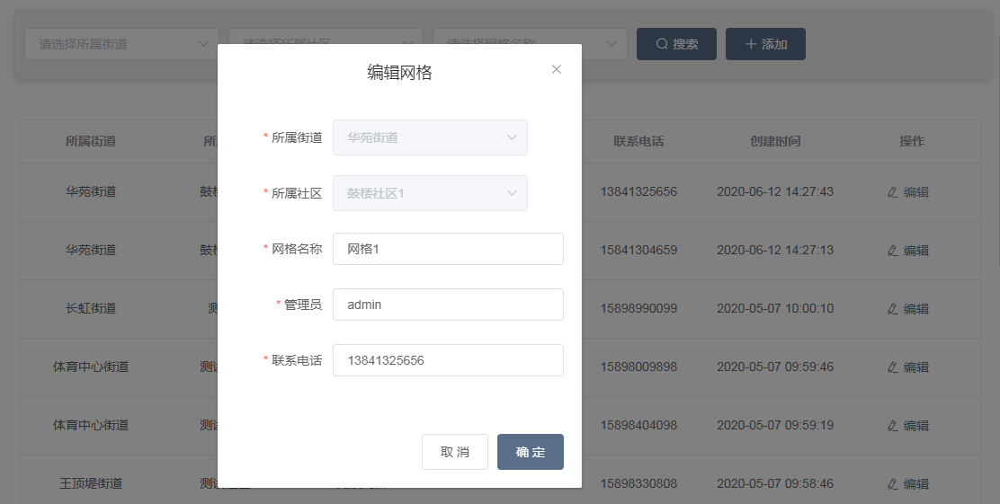 请选择所属街道 请选择所属社区 请选择网格名称 搜索 添加
编辑网格
* 所属街道 华苑街道
* 所属社区 鼓楼社区1
* 网格名称 网格1
* 管理员 admin
* 联系电话 13841325656
取 消 确 定
所属街道 所 联系电话 创建时间 操作
华苑街道 鼓楼 13841325656 2020-06-12 14:27:43 编辑
华苑街道 鼓楼 15841304659 2020-06-12 14:27:13 编辑
长虹街道 测 15898990099 2020-05-07 10:00:10 编辑
体育中心街道 测试 15898009898 2020-05-07 09:59:46 编辑
体育中心街道 测试 15898404098 2020-05-07 09:59:19 编辑
王顶堤街道 测试 15898330808 2020-05-07 09:58:46 编辑